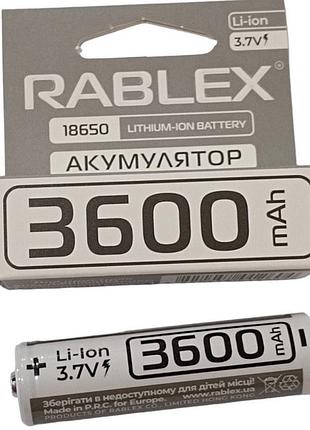 Li-ion
3.7V
RABLEX
18650 LITHIUM-ION BATTERY
АКУМУЛЯТОР
3600 mAh
+ Li-Ion 3.7V 3600 mAh -
Зберігати в недоступному для дітей місці!
Made in P.R.C. for Europe. www.rablex.com
PRODUCTS OF RABLEX CO., LIMITED HONG KONG